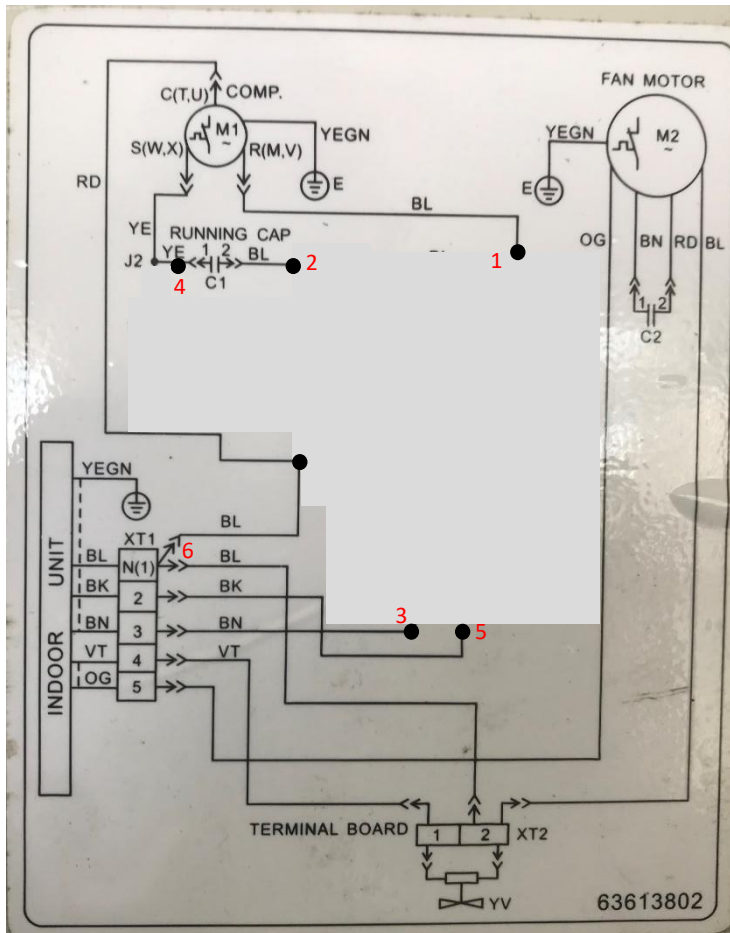 FAN MOTOR
C(T,U) COMP.
M1
~
YEGN
S(W,X) R(M,V)
E
YEGN
M2
~
E
RD
BL
YE
OG BN RD BL
RUNNING CAP
J2 YE 1 2 BL
C1
4
2
1
1 2
C2
YEGN
XT1
BL
6
BL N(1) BL
BK 2 BK
BN 3 BN
3
5
VT 4 VT
OG 5
INDOOR UNIT
TERMINAL BOARD 1 2 XT2
YV
63613802